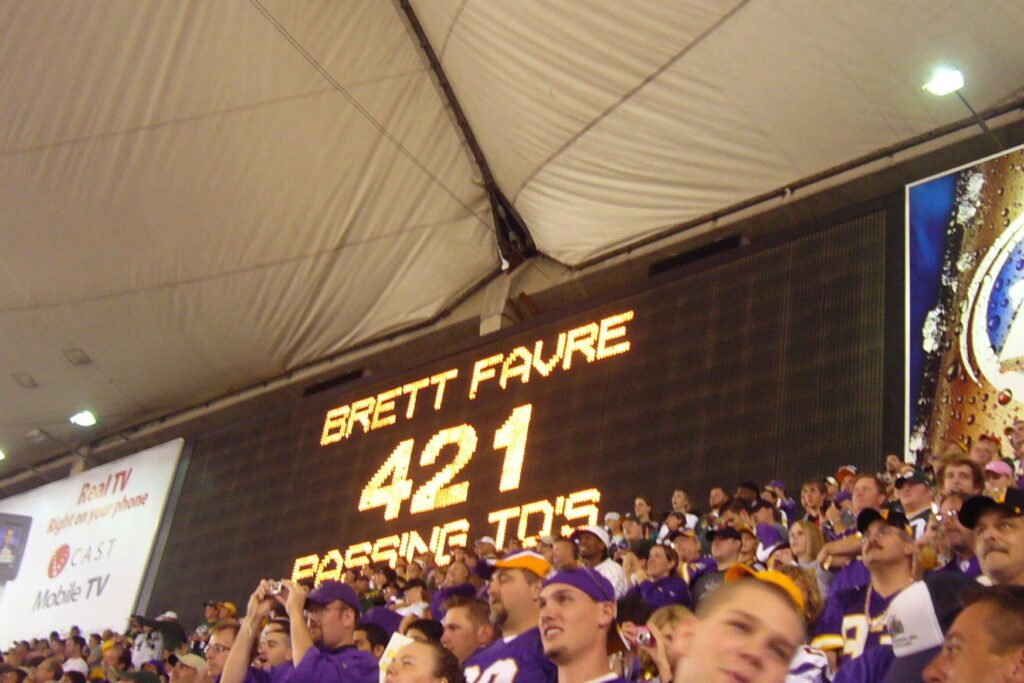 BRETT FAVRE
421
PASSING TD'S
Real TV
Right on your phone
CAST
Mobile TV